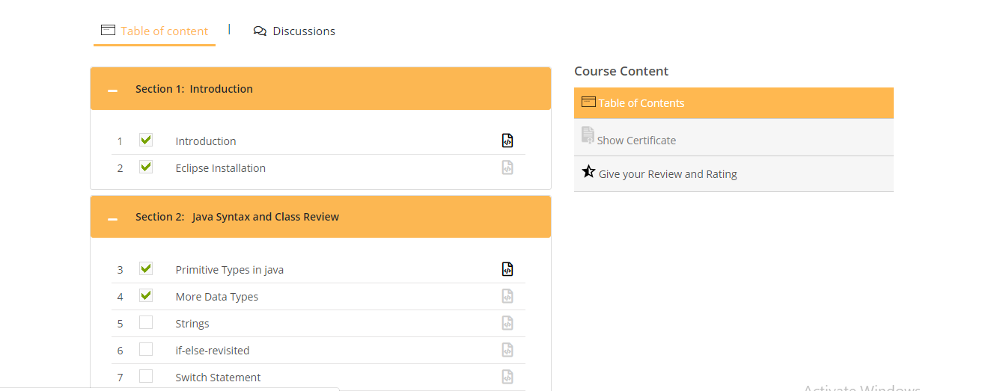 Table of content | Discussions
Section 1: Introduction
1 Introduction
2 Eclipse Installation
Section 2: Java Syntax and Class Review
3 Primitive Types in java
4 More Data Types
5 Strings
6 if-else-revisited
7 Switch Statement
Course Content
Table of Contents
Show Certificate
Give your Review and Rating
Activate Windows